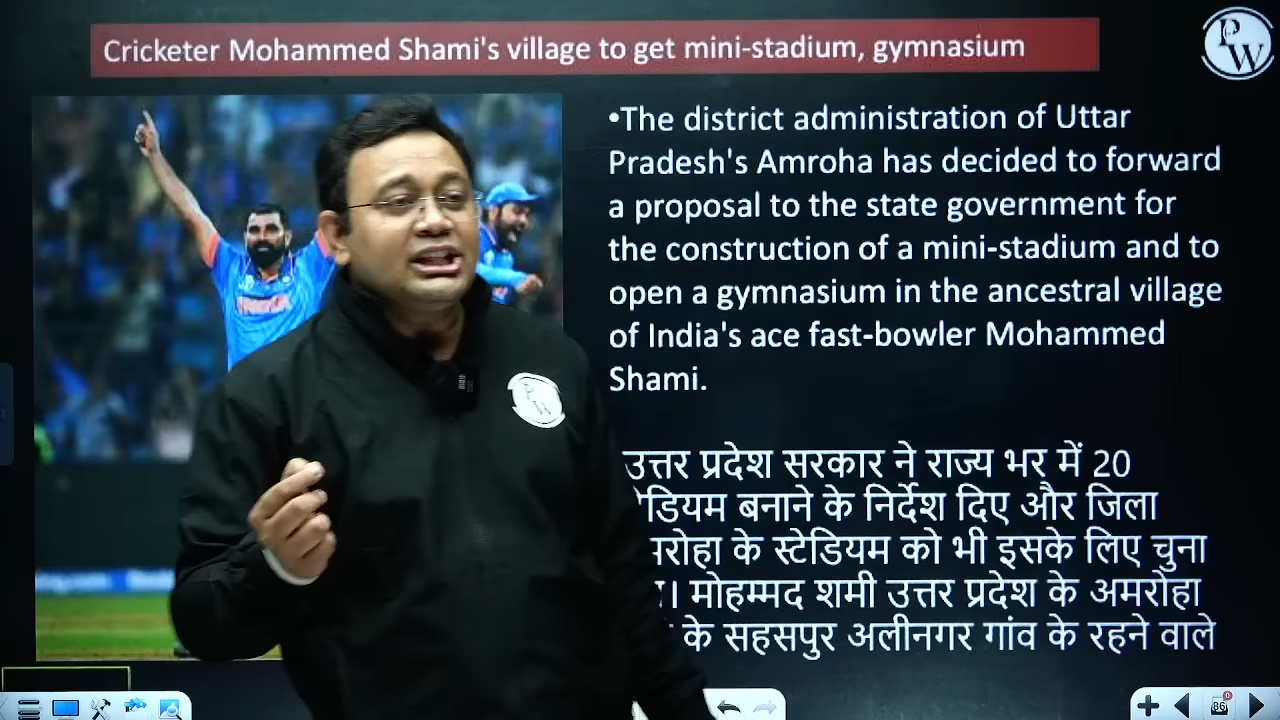 Cricketer Mohammed Shami's village to get mini-stadium, gymnasium
PW
•The district administration of Uttar
Pradesh's Amroha has decided to forward
a proposal to the state government for
the construction of a mini-stadium and to
open a gymnasium in the ancestral village
of India's ace fast-bowler Mohammed
Shami.
PW
उत्तर प्रदेश सरकार ने राज्य भर में 20
बनाने के निर्देश दिए और जिला
के स्टेडियम को भी इसके लिए चुना
। मोहम्मद शमी उत्तर प्रदेश के अमरोहा
के सहसपुर अलीनगर गांव के रहने वाले
86